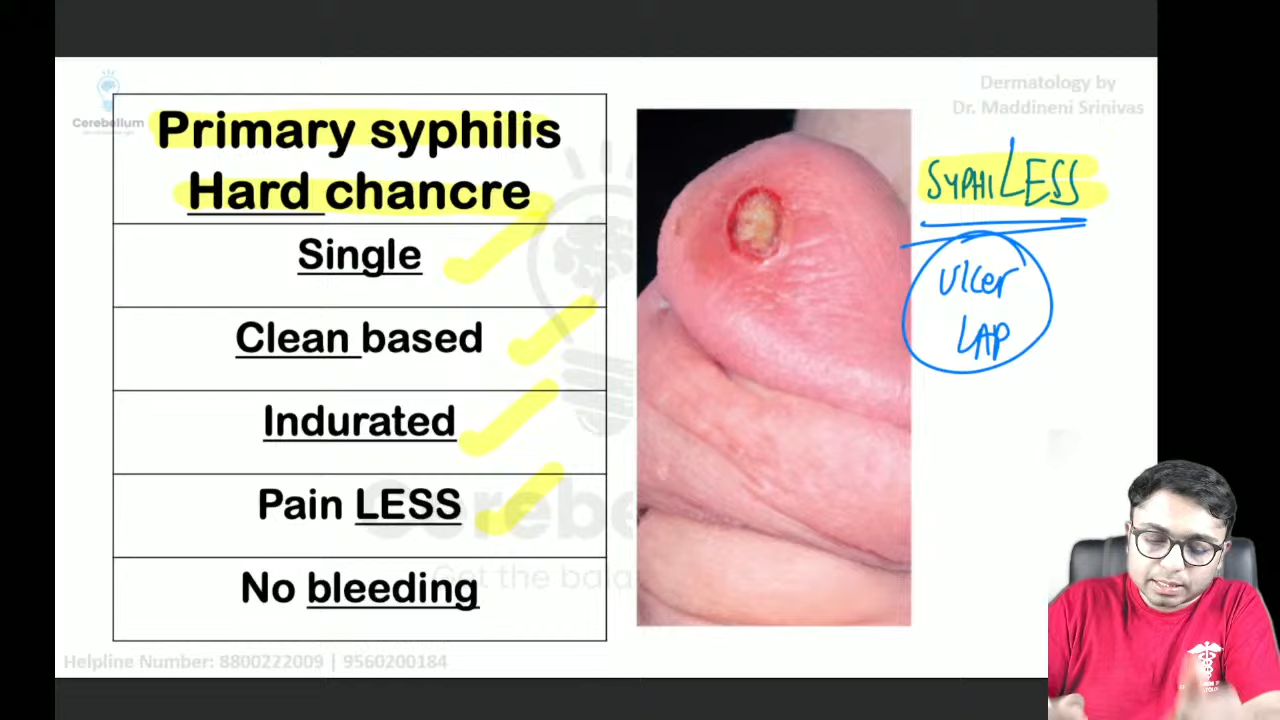 Cerebellum
Dermatology by
Dr. Maddineni Srinivas
Primary syphilis
Hard chancre
Single
Clean based
Indurated
Pain LESS
No bleeding
SYPHILESS
Ulcer
LAP
Helpline Number: 8800222009 | 9560200184